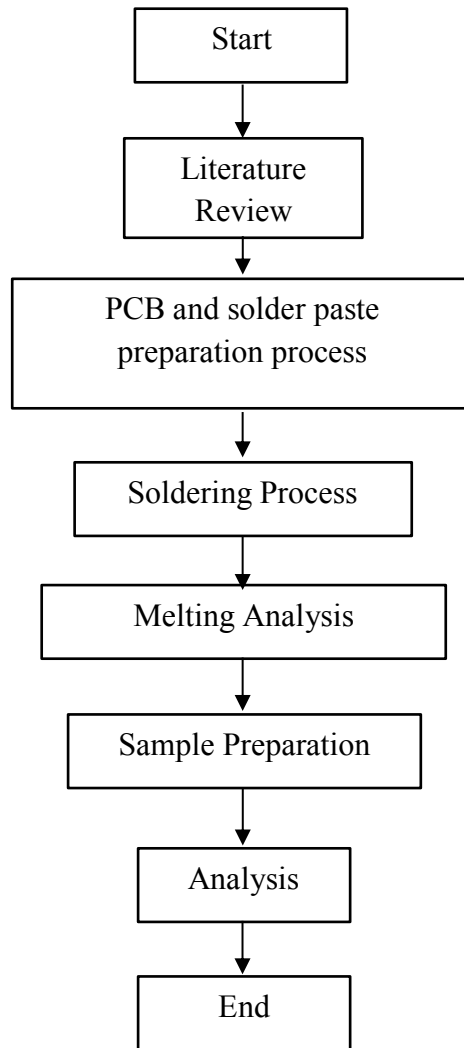 Start
Literature
Review
PCB and solder paste
preparation process
Soldering Process
Melting Analysis
Sample Preparation
Analysis
End